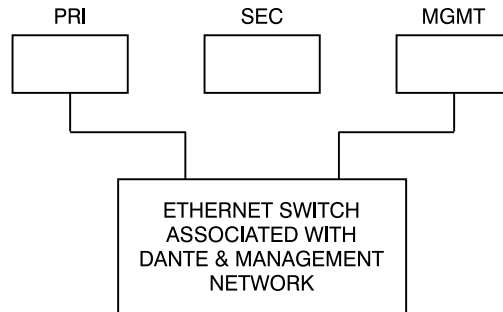 PRI
SEC
MGMT
ETHERNET SWITCH
ASSOCIATED WITH
DANTE & MANAGEMENT
NETWORK